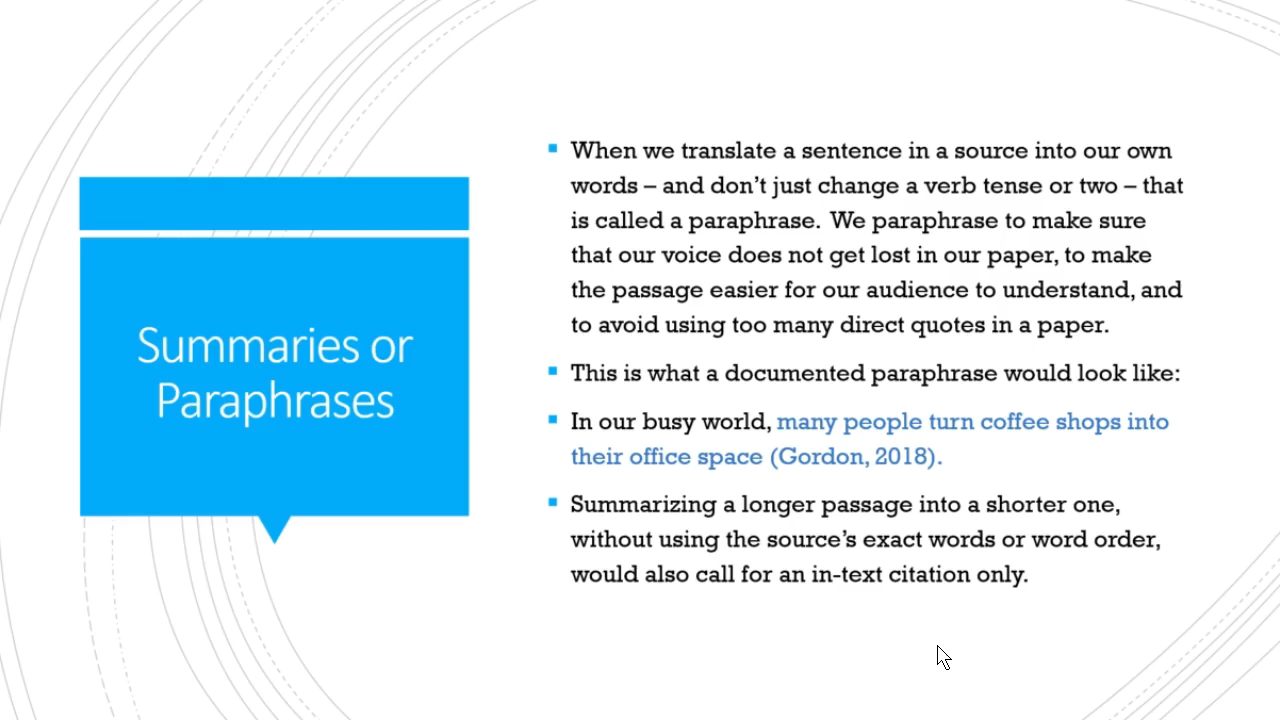 Summaries or
Paraphrases
When we translate a sentence in a source into our own
words – and don’t just change a verb tense or two – that
is called a paraphrase.  We paraphrase to make sure
that our voice does not get lost in our paper, to make
the passage easier for our audience to understand, and
to avoid using too many direct quotes in a paper.
This is what a documented paraphrase would look like:
In our busy world, many people turn coffee shops into
their office space (Gordon, 2018).
Summarizing a longer passage into a shorter one,
without using the source’s exact words or word order,
would also call for an in-text citation only.